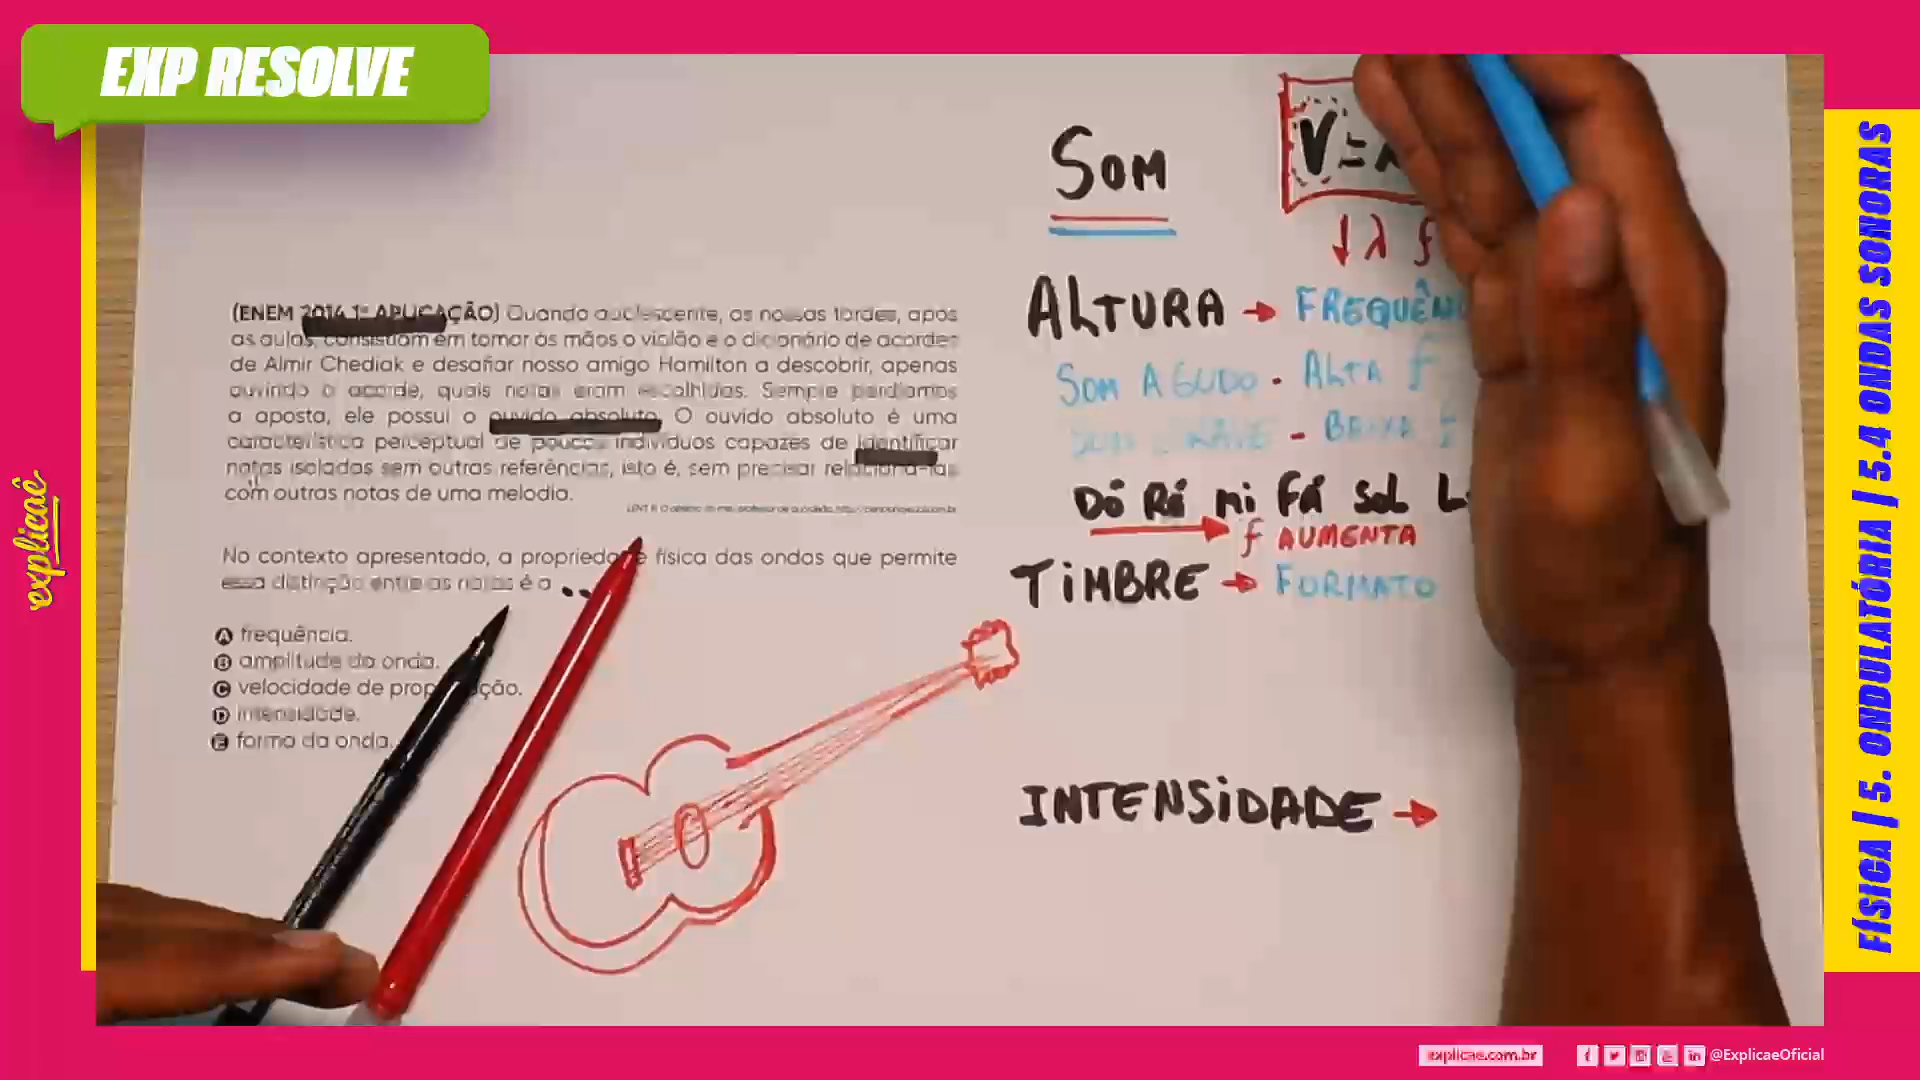 EXP RESOLVE
(ENEM 2014 1ª APLICAÇÃO) Quando adolescente, as nossas tardes, após
as aulas, consistiam em tomar às mãos o violão e o dicionário de acordes
de Almir Chediak e desafiar nosso amigo Hamilton a descobrir, apenas
ouvindo o acorde, quais notas eram escolhidas. Sempre perdíamos
a aposta, ele possui o ouvido absoluto. O ouvido absoluto é uma
característica perceptual de poucos indivíduos capazes de identificar
notas isoladas sem outras referências, isto é, sem precisar relacioná-las
com outras notas de uma melodia.
No contexto apresentado, a propriedade física das ondas que permite
essa distinção entre as notas é a
A frequência.
B amplitude da onda.
C velocidade de propagação.
D intensidade.
E forma da onda.
SOM
V=
↓ λ f
ALTURA → FREQUÊN
SOM AGUDO - ALTA f
SOM GRAVE - BAIXA f
DÓ RÉ Mi FÁ SOL L
f AUMENTA
TiMBRE → FORMATO
INTENSiDADE →
explicaê
FÍSICA | 5. ONDULATÓRIA | 5.4 ONDAS SONORAS
explicae.com.br
@ExplicaeOficial